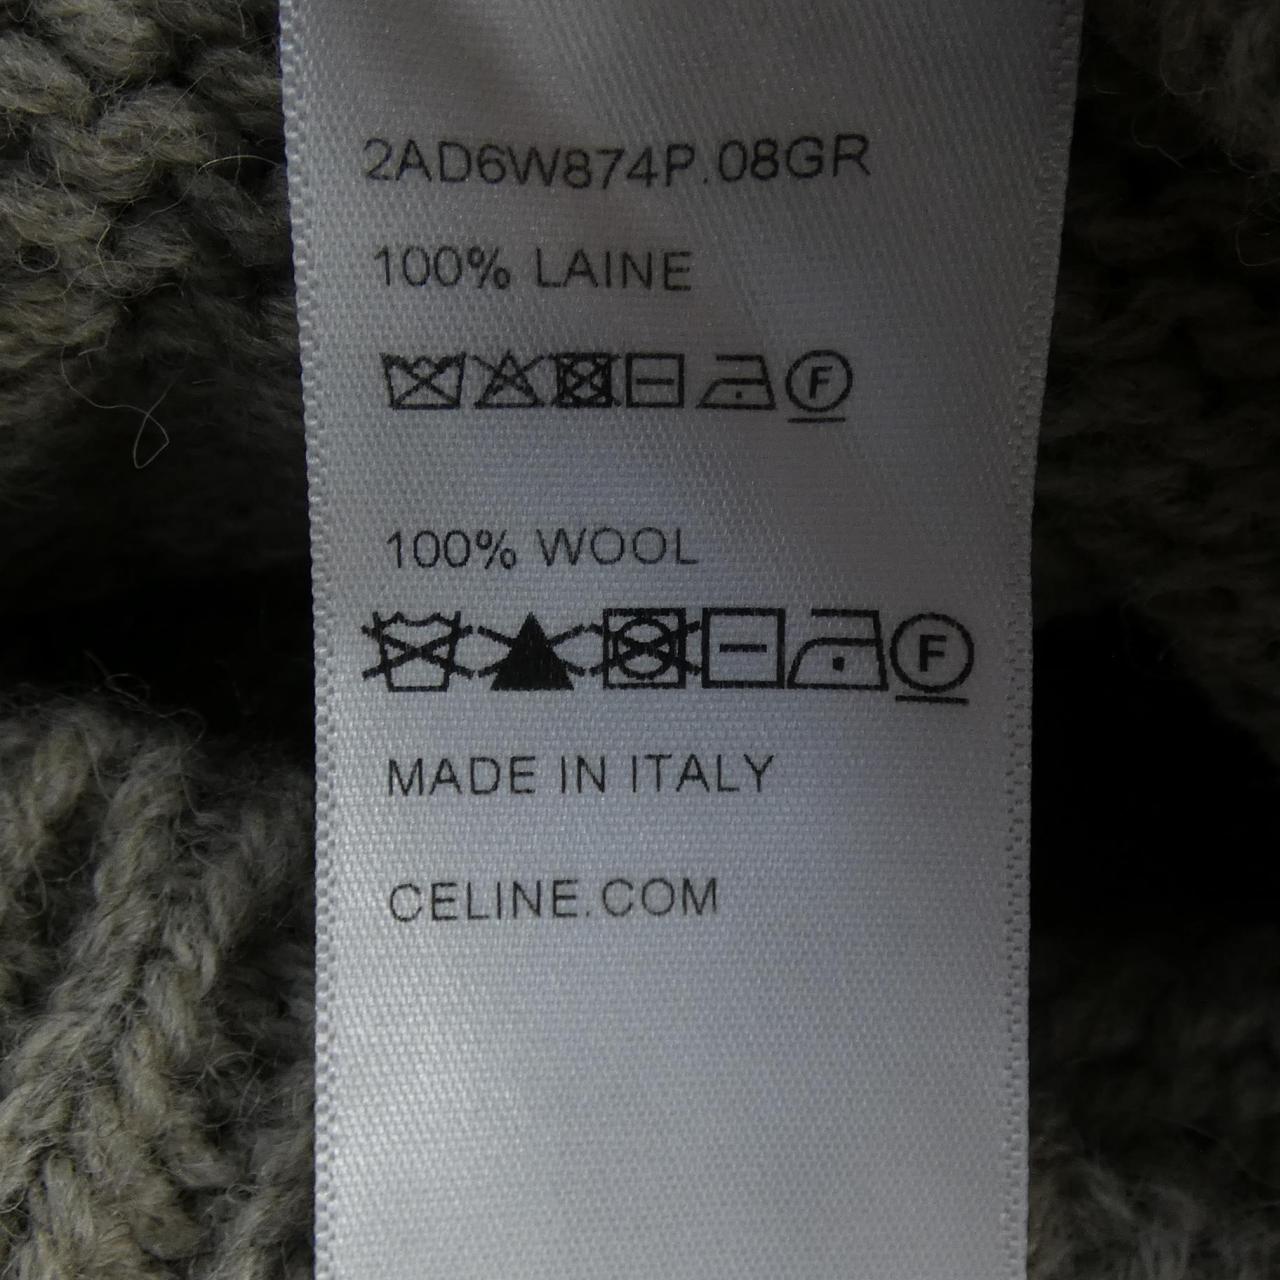 2AD6W874P.08GR
100% LAINE
F
100% WOOL
F
MADE IN ITALY
CELINE.COM